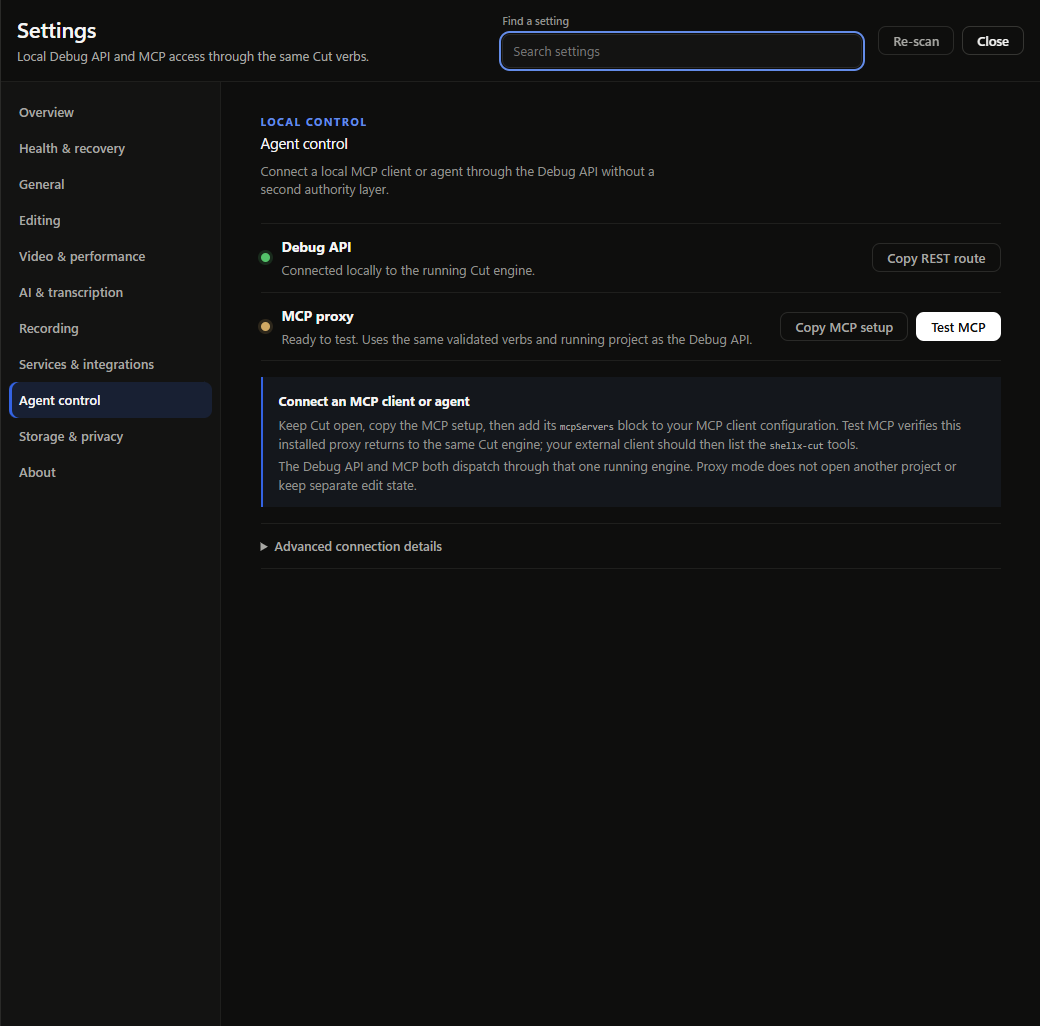 Settings
Local Debug API and MCP access through the same Cut verbs.
Find a setting
Search settings
Re-scan
Close
Overview
Health & recovery
General
Editing
Video & performance
AI & transcription
Recording
Services & integrations
Agent control
Storage & privacy
About
LOCAL CONTROL
Agent control
Connect a local MCP client or agent through the Debug API without a
second authority layer.
Debug API
Connected locally to the running Cut engine.
Copy REST route
MCP proxy
Ready to test. Uses the same validated verbs and running project as the Debug API.
Copy MCP setup
Test MCP
Connect an MCP client or agent
Keep Cut open, copy the MCP setup, then add its mcpServers block to your MCP client configuration. Test MCP verifies this
installed proxy returns to the same Cut engine; your external client should then list the shellx-cut tools.
The Debug API and MCP both dispatch through that one running engine. Proxy mode does not open another project or
keep separate edit state.
Advanced connection details